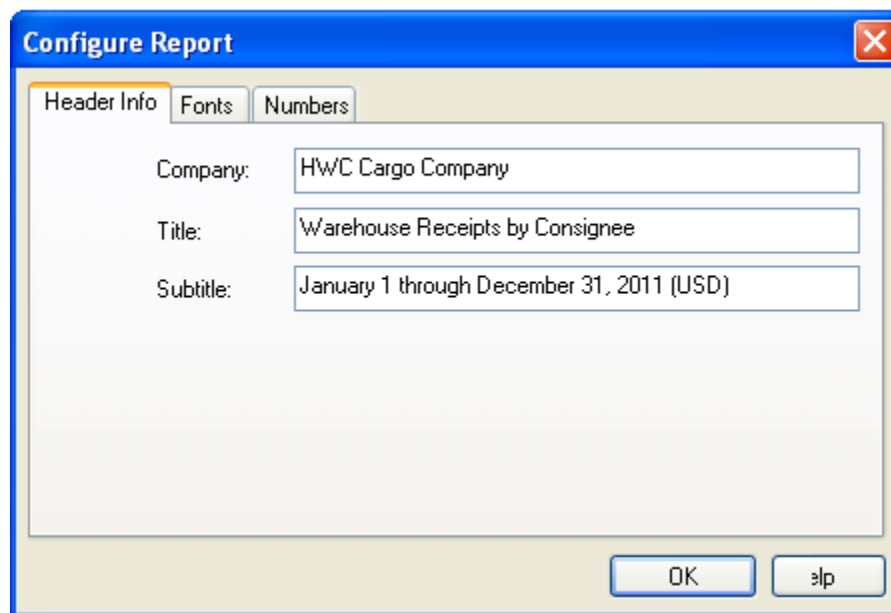 Configure Report
Header Info Fonts Numbers
Company: HWC Cargo Company
Title: Warehouse Receipts by Consignee
Subtitle: January 1 through December 31, 2011 (USD)
OK